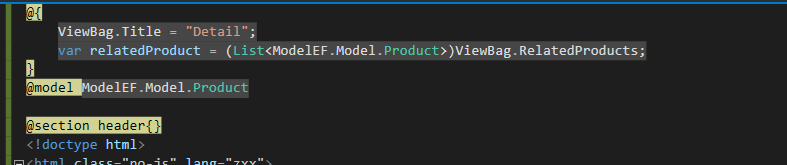 @{
ViewBag.Title = "Detail";
var relatedProduct = (List<ModelEF.Model.Product>)ViewBag.RelatedProducts;
}
@model ModelEF.Model.Product
@section header{}
<!doctype html>
<html class="no-js" lang="zxx">